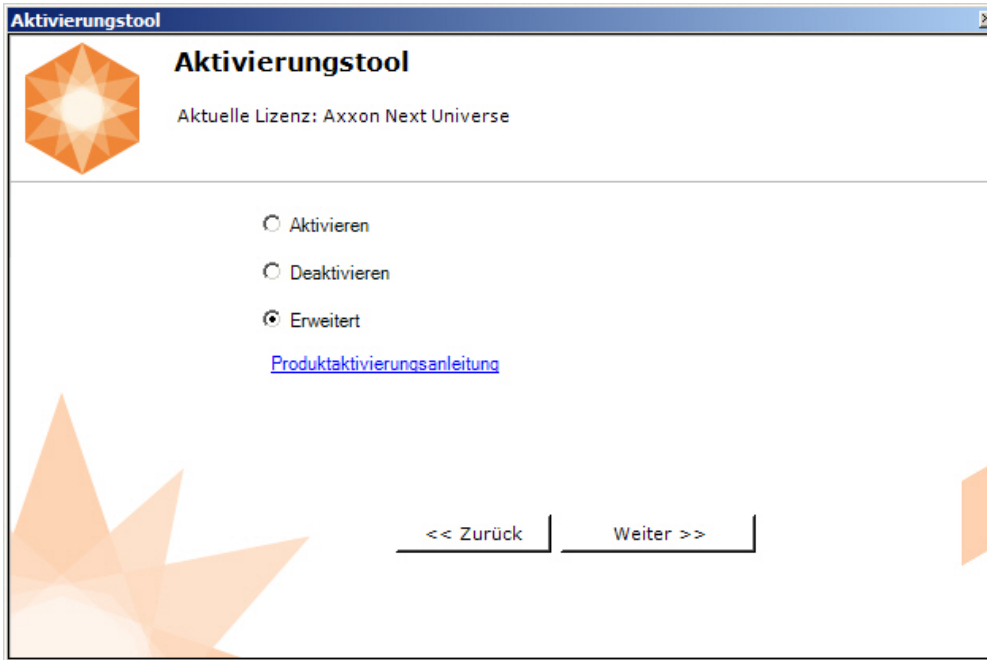 Aktivierungstool
Aktivierungstool
Aktuelle Lizenz: Axxon Next Universe
Aktivieren
Deaktivieren
Erweitert
Produktaktivierungsanleitung
<< Zurück
Weiter >>